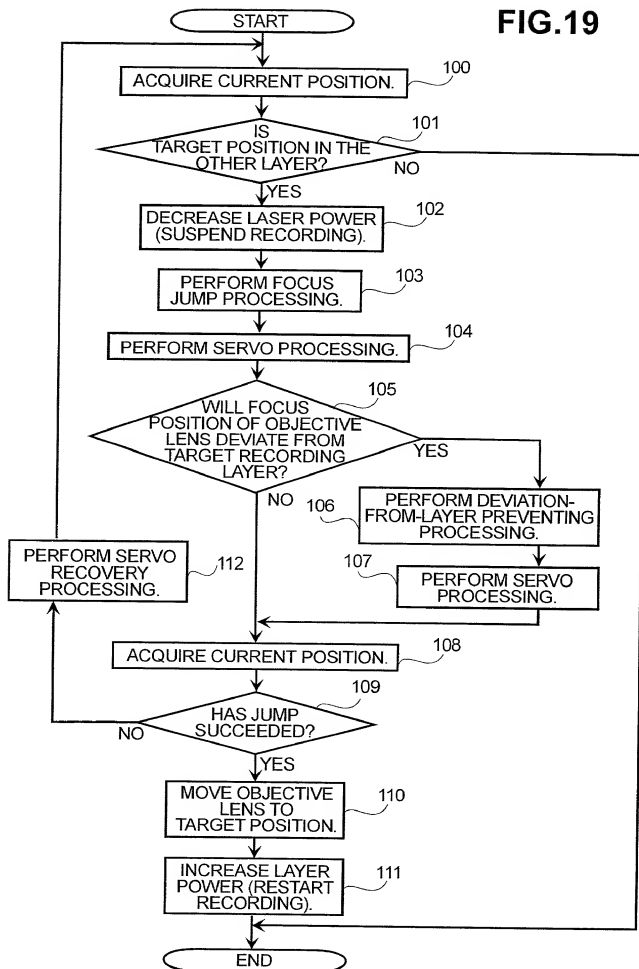 FIG.19
START
ACQUIRE CURRENT POSITION.
100
IS
TARGET POSITION IN THE
OTHER LAYER?
101
NO
YES
DECREASE LASER POWER
(SUSPEND RECORDING).
102
PERFORM FOCUS
JUMP PROCESSING.
103
PERFORM SERVO PROCESSING.
104
WILL FOCUS
POSITION OF OBJECTIVE
LENS DEVIATE FROM
TARGET RECORDING
LAYER?
105
YES
NO
PERFORM DEVIATION-
FROM-LAYER PREVENTING
PROCESSING.
106
PERFORM SERVO
PROCESSING.
107
PERFORM SERVO
RECOVERY
PROCESSING.
112
ACQUIRE CURRENT POSITION.
108
HAS JUMP
SUCCEEDED?
109
NO
YES
MOVE OBJECTIVE
LENS TO
TARGET POSITION.
110
INCREASE LAYER
POWER (RESTART
RECORDING).
111
END